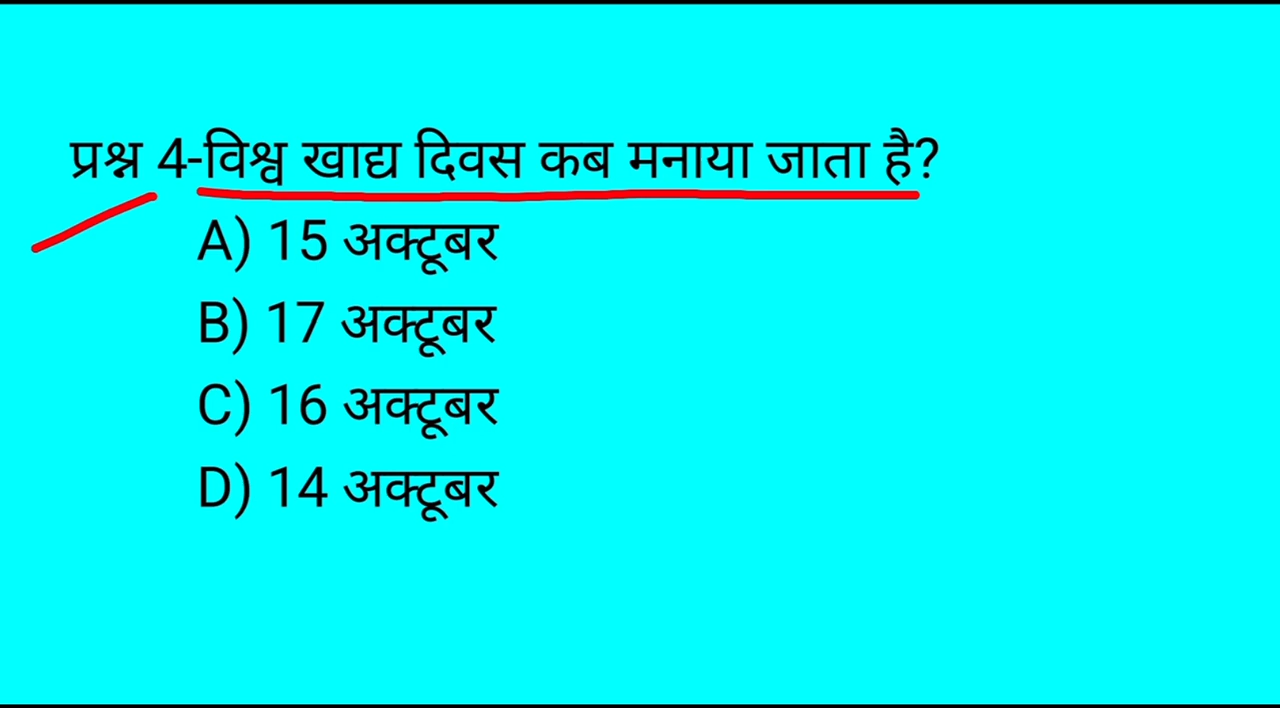 प्रश्न 4-विश्व खाद्य दिवस कब मनाया जाता है?
A) 15 अक्टूबर
B) 17 अक्टूबर
C) 16 अक्टूबर
D) 14 अक्टूबर